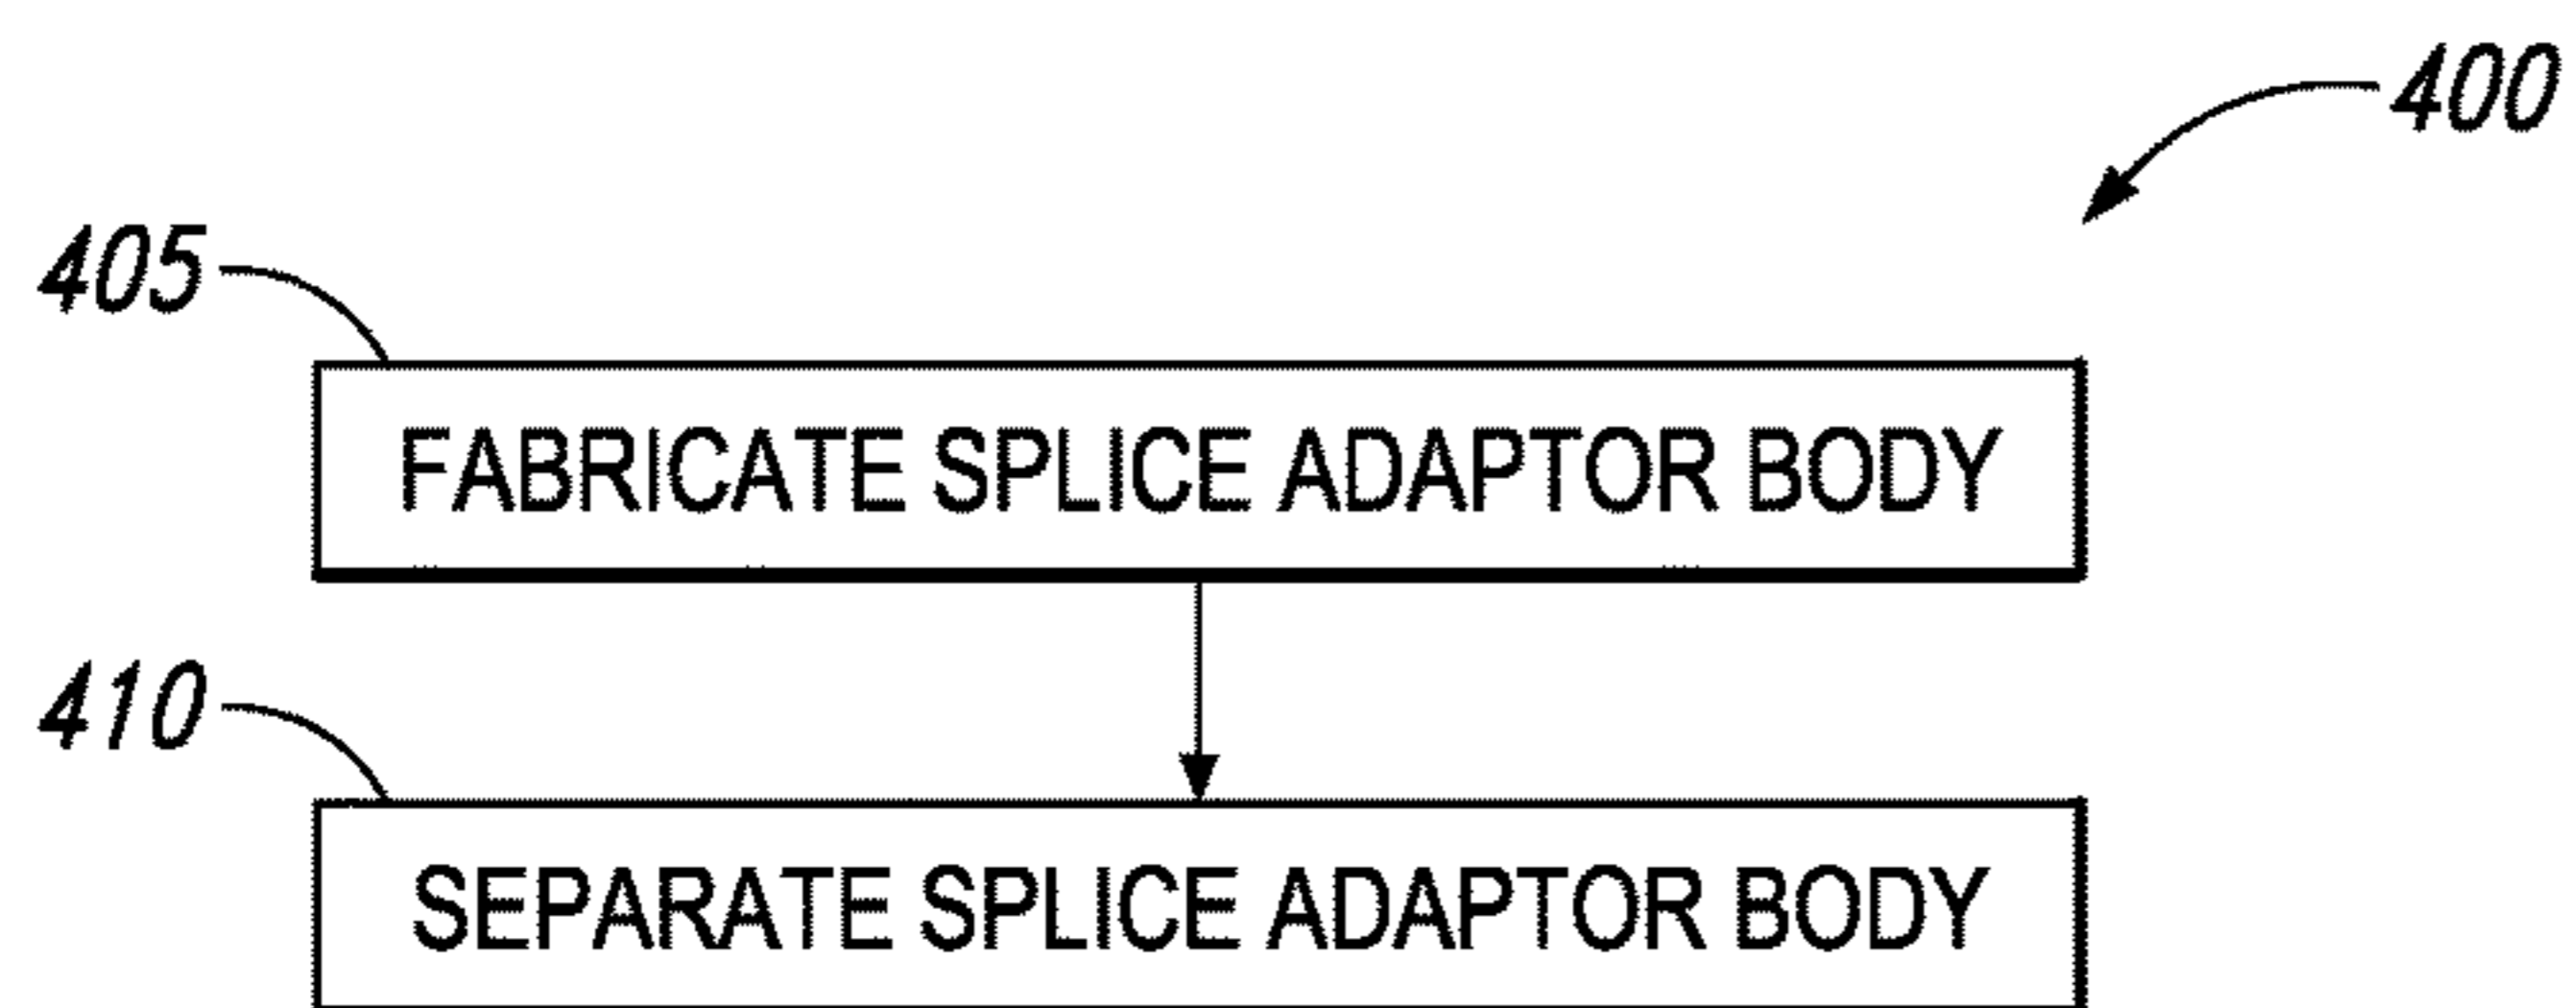 400
405
FABRICATE SPLICE ADAPTOR BODY
410
SEPARATE SPLICE ADAPTOR BODY